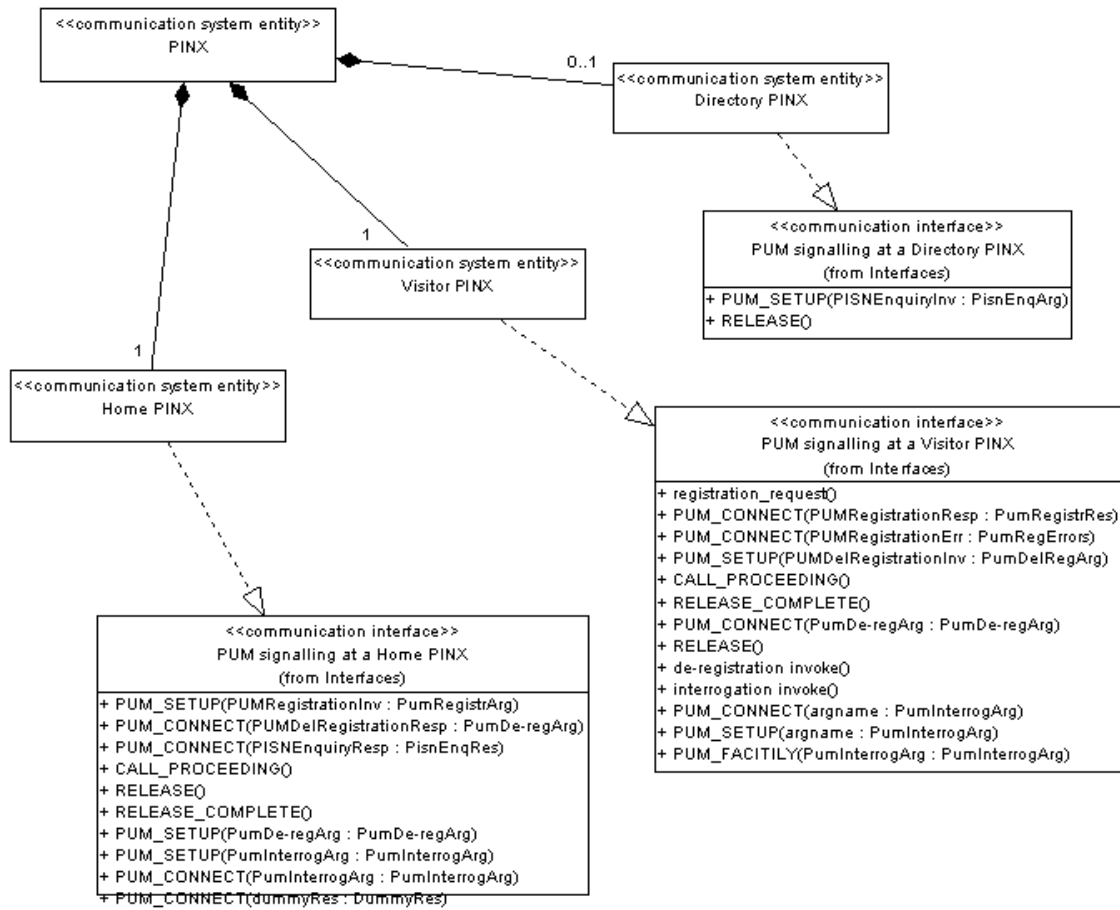 <<communication system entity>>
PINX
0..1
<<communication system entity>>
Directory PINX
<<communication interface>>
PUM signalling at a Directory PINX
(from Interfaces)
+ PUM_SETUP(PISNEnquiryInv : PisnEnqArg)
+ RELEASE()
1
<<communication system entity>>
Visitor PINX
1
<<communication system entity>>
Home PINX
<<communication interface>>
PUM signalling at a Visitor PINX
(from Interfaces)
+ registration_request()
+ PUM_CONNECT(PUMRegistrationResp : PumRegistrRes)
+ PUM_CONNECT(PUMRegistrationErr : PumRegErrors)
+ PUM_SETUP(PUMDelRegistrationInv : PumDelRegArg)
+ CALL_PROCEEDING()
+ RELEASE_COMPLETE()
+ PUM_CONNECT(PumDe-regArg : PumDe-regArg)
+ RELEASE()
+ de-registration invoke()
+ interrogation invoke()
+ PUM_CONNECT(argname : PumInterrogArg)
+ PUM_SETUP(argname : PumInterrogArg)
+ PUM_FACITILY(PumInterrogArg : PumInterrogArg)
<<communication interface>>
PUM signalling at a Home PINX
(from Interfaces)
+ PUM_SETUP(PUMRegistrationInv : PumRegistrArg)
+ PUM_CONNECT(PUMDelRegistrationResp : PumDe-regArg)
+ PUM_CONNECT(PISNEnquiryResp : PisnEnqRes)
+ CALL_PROCEEDING()
+ RELEASE()
+ RELEASE_COMPLETE()
+ PUM_SETUP(PumDe-regArg : PumDe-regArg)
+ PUM_SETUP(PumInterrogArg : PumInterrogArg)
+ PUM_CONNECT(PumInterrogArg : PumInterrogArg)
+ PUM_CONNECT(dummyRes : DummyRes)